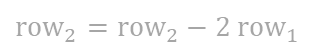 row₂ = row₂ − 2 row₁